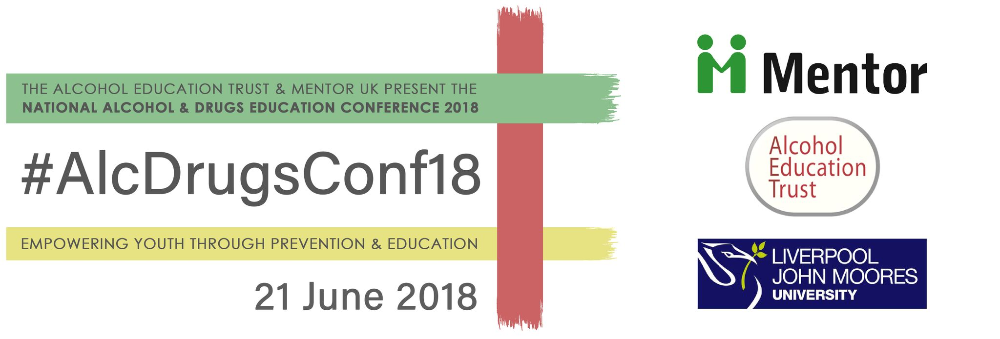 THE ALCOHOL EDUCATION TRUST & MENTOR UK PRESENT THE
NATIONAL ALCOHOL & DRUGS EDUCATION CONFERENCE 2018
#AlcDrugsConf18
EMPOWERING YOUTH THROUGH PREVENTION & EDUCATION
21 June 2018
Mentor
Alcohol
Education
Trust
LIVERPOOL
JOHN MOORES
UNIVERSITY